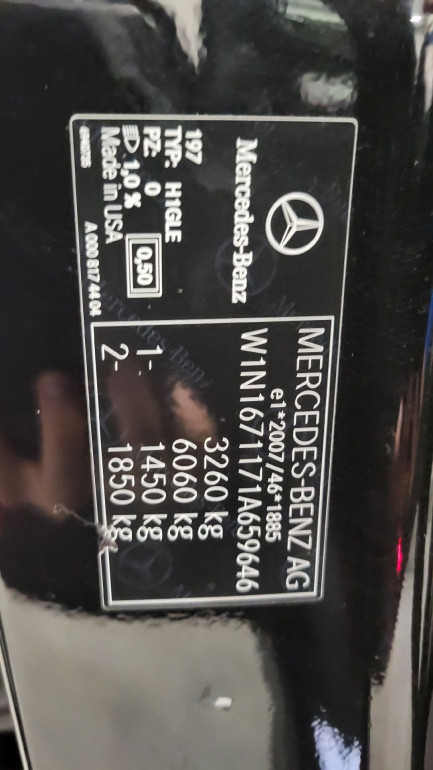 Mercedes-Benz
197
TYP: H1GLE
PZ: 0
1,0 %
0,50
Made in USA
A 000 817 44 04
MERCEDES-BENZ AG
e1*2007/46*1885
W1N1671171A659646
3260 kg
6060 kg
1- 1450 kg
2- 1850 kg